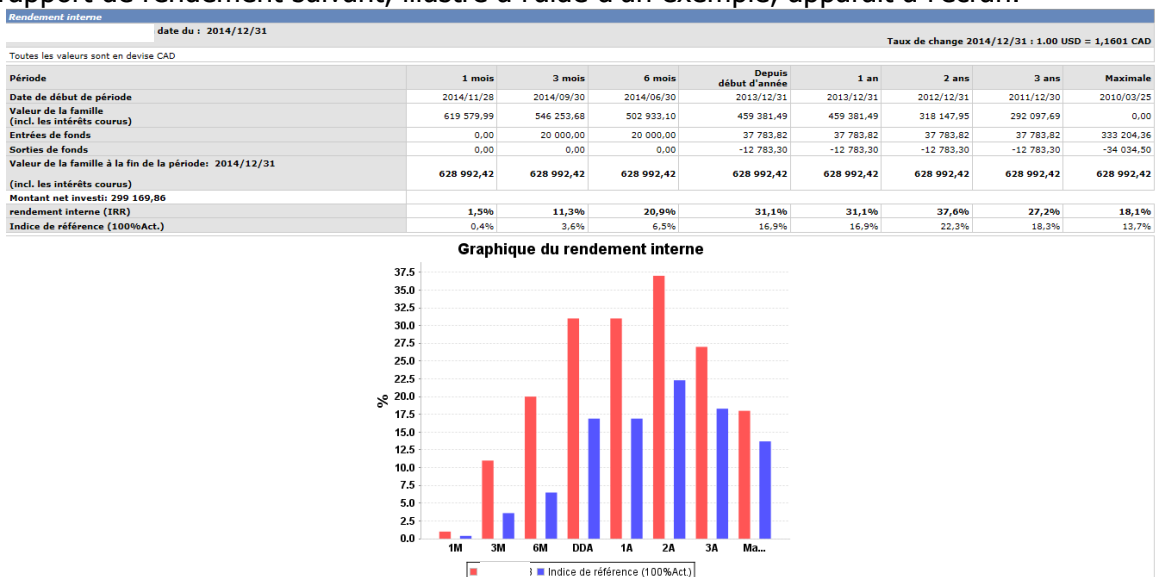 rapport de rendement suivant, illustré à l'aide d'un exemple, apparaît à l'écran.
Rendement interne
date du : 2014/12/31
Taux de change 2014/12/31 : 1.00 USD = 1,1601 CAD
Toutes les valeurs sont en devise CAD
Période 1 mois 3 mois 6 mois Depuis début d'année 1 an 2 ans 3 ans Maximale
Date de début de période 2014/11/28 2014/09/30 2014/06/30 2013/12/31 2013/12/31 2012/12/31 2011/12/30 2010/03/25
Valeur de la famille
(incl. les intérêts courus) 619 579,99 546 253,68 502 933,10 459 381,49 459 381,49 318 147,95 292 097,69 0,00
Entrées de fonds 0,00 20 000,00 20 000,00 37 783,82 37 783,82 37 783,82 37 783,82 333 204,36
Sorties de fonds 0,00 0,00 0,00 -12 783,30 -12 783,30 -12 783,30 -12 783,30 -34 034,50
Valeur de la famille à la fin de la période: 2014/12/31
(incl. les intérêts courus) 628 992,42 628 992,42 628 992,42 628 992,42 628 992,42 628 992,42 628 992,42 628 992,42
Montant net investi: 299 169,86
rendement interne (IRR) 1,5% 11,3% 20,9% 31,1% 31,1% 37,6% 27,2% 18,1%
Indice de référence (100%Act.) 0,4% 3,6% 6,5% 16,9% 16,9% 22,3% 18,3% 13,7%
Graphique du rendement interne
37.5
35.0
32.5
30.0
27.5
25.0
22.5
20.0
17.5
15.0
12.5
10.0
7.5
5.0
2.5
0.0
%
1M 3M 6M DDA 1A 2A 3A Ma...
Indice de référence (100%Act.)